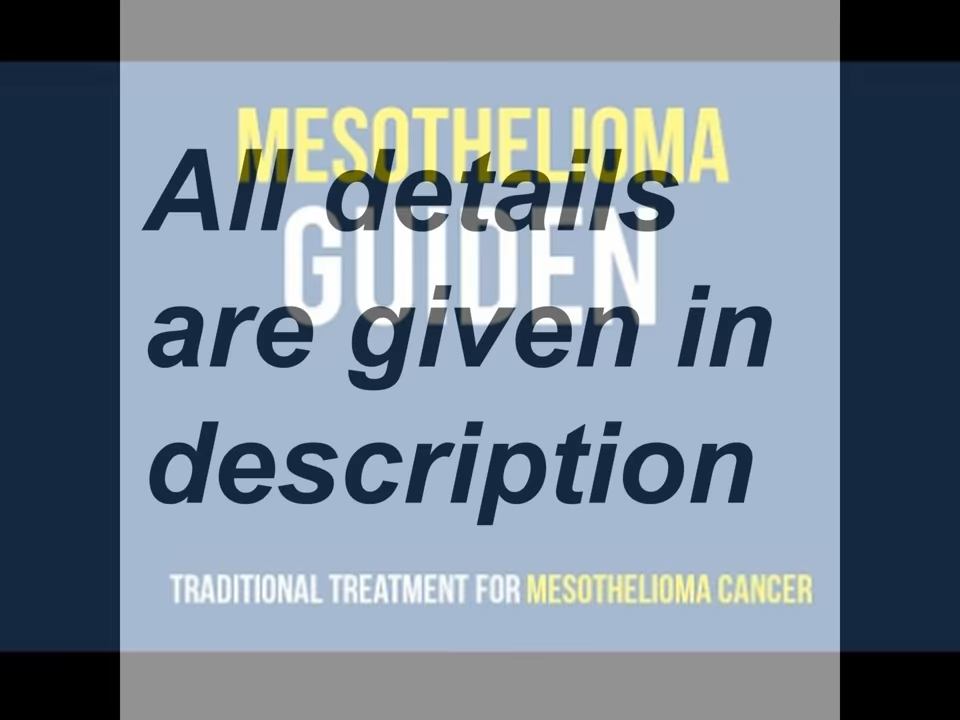 MESOTHELIOMA
All details
GUIDEN
are given in
description
TRADITIONAL TREATMENT FOR MESOTHELIOMA CANCER